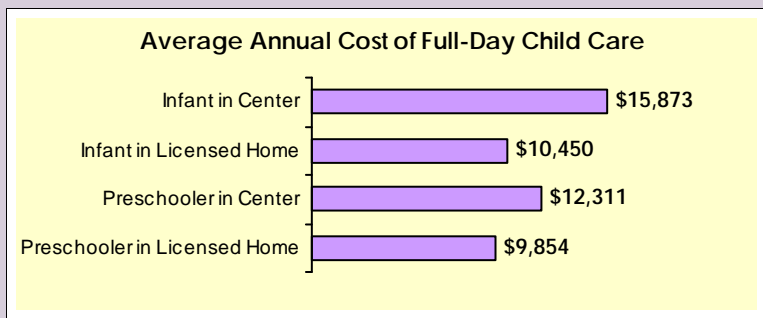 Average Annual Cost of Full-Day Child Care
Infant in Center $15,873
Infant in Licensed Home $10,450
Preschooler in Center $12,311
Preschooler in Licensed Home $9,854